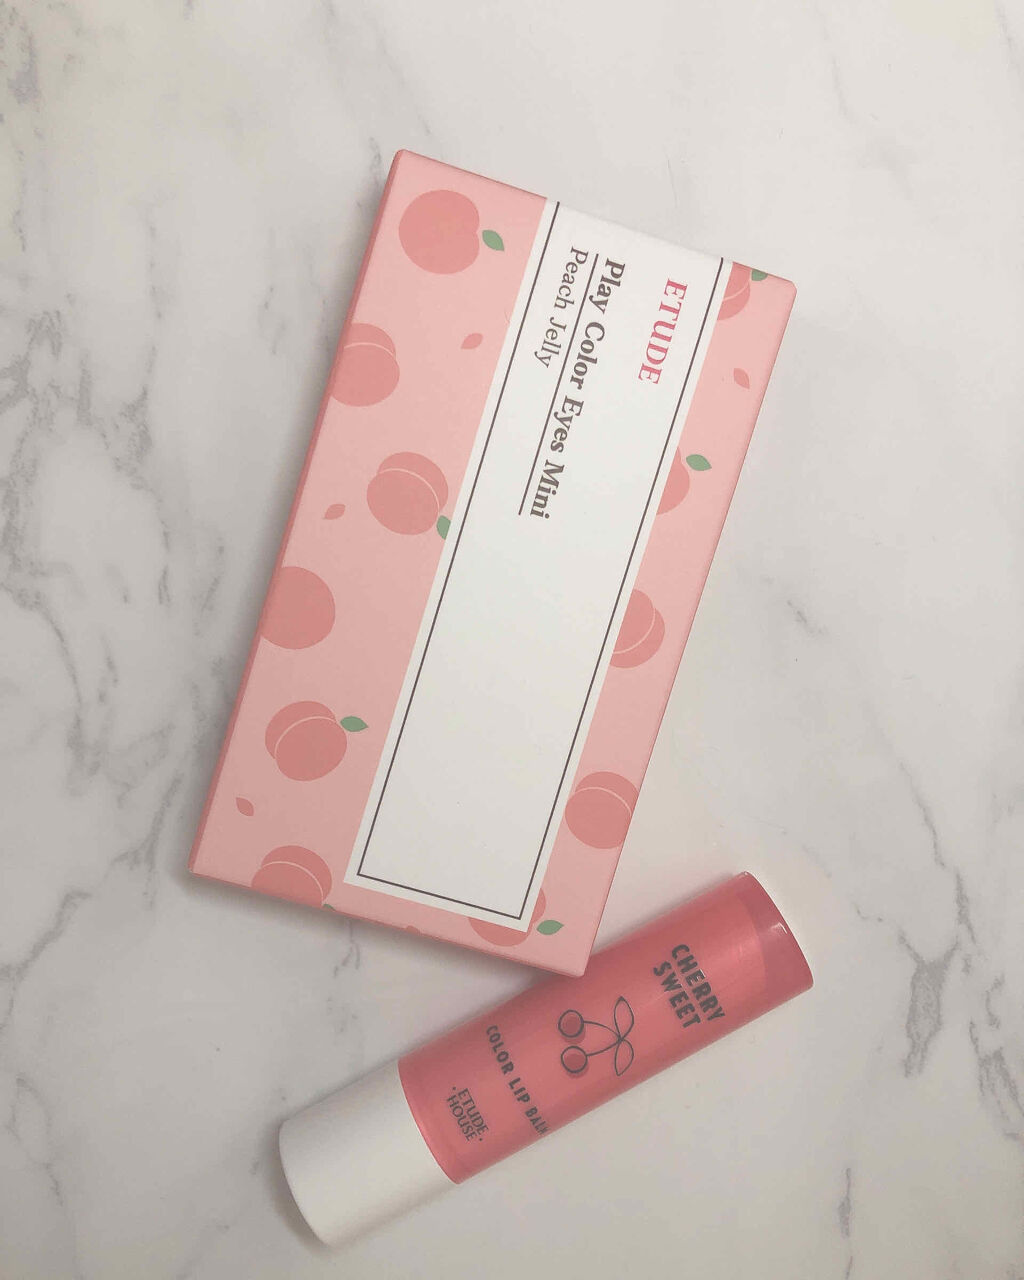 ETUDE
Play Color Eyes Mini
Peach Jelly
CHERRY
SWEET
COLOR LIP BALM
·ETUDE·
HOUSE